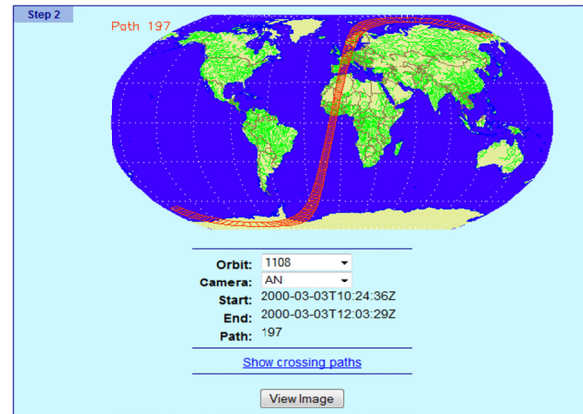 Step 2
Path 197
Orbit: 1108
Camera: AN
Start: 2000-03-03T10:24:36Z
End: 2000-03-03T12:03:29Z
Path: 197
Show crossing paths
View Image